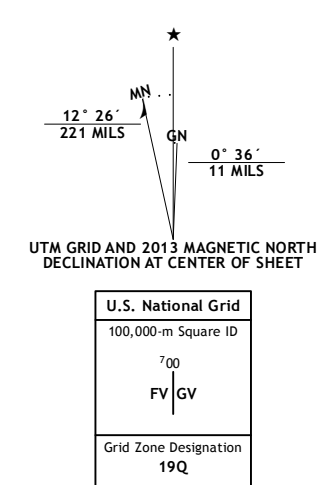 ★
MN
12° 26´
221 MILS
GN
0° 36´
11 MILS
UTM GRID AND 2013 MAGNETIC NORTH
DECLINATION AT CENTER OF SHEET
U.S. National Grid
100,000-m Square ID
⁷00
FV GV
Grid Zone Designation
19Q